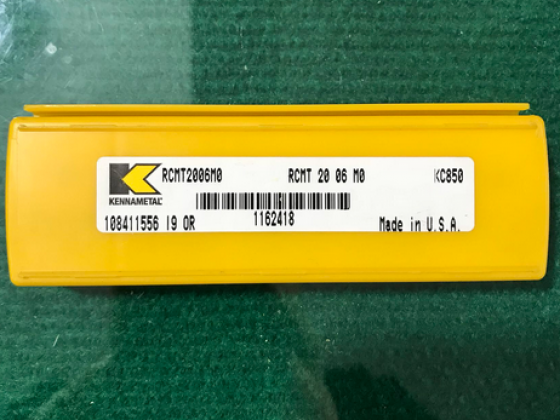 RCMT2006M0 RCMT 20 06 M0 KC850
KENNAMETAL
1162418
108411556 I9 OR Made in U.S.A.